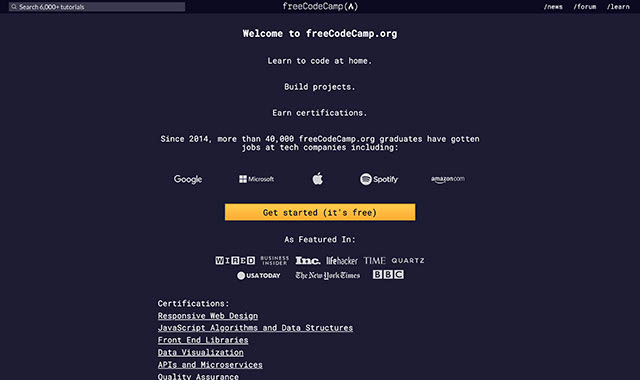 Search 6,000+ tutorials
freeCodeCamp(
/news /forum /learn
Welcome to freeCodeCamp.org
Learn to code at home.
Build projects.
Earn certifications.
Since 2014, more than 40,000 freeCodeCamp.org graduates have gotten
jobs at tech companies including:
Google Microsoft Spotify amazon.com
Get started (it's free)
As Featured In:
WIRED BUSINESS INSIDER Inc. lifehacker TIME QUARTZ
USA TODAY The New York Times BBC
Certifications:
Responsive Web Design
JavaScript Algorithms and Data Structures
Front End Libraries
Data Visualization
APIs and Microservices
Quality Assurance